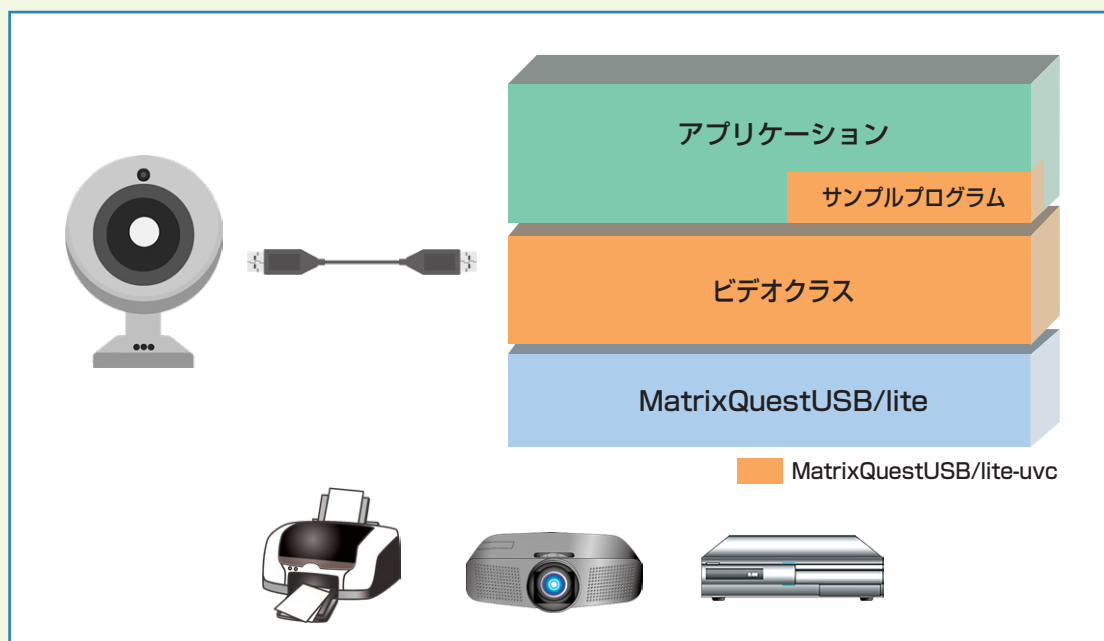 アプリケーション
サンプルプログラム
ビデオクラス
MatrixQuestUSB/lite
MatrixQuestUSB/lite-uvc